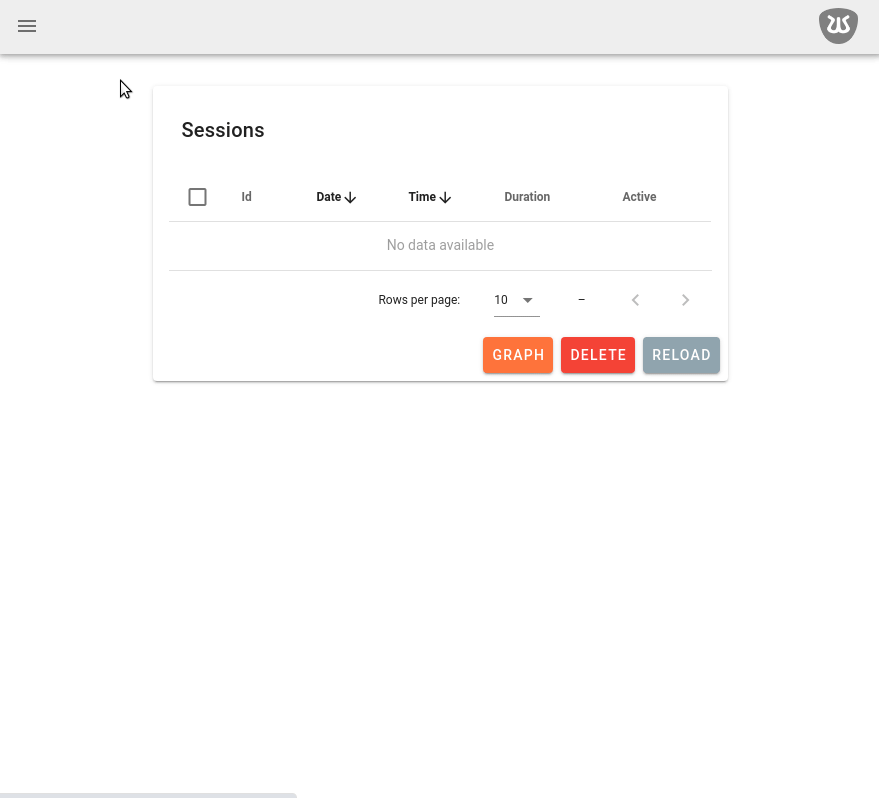 Sessions
Id Date Time Duration Active
No data available
Rows per page: 10 –
GRAPH DELETE RELOAD